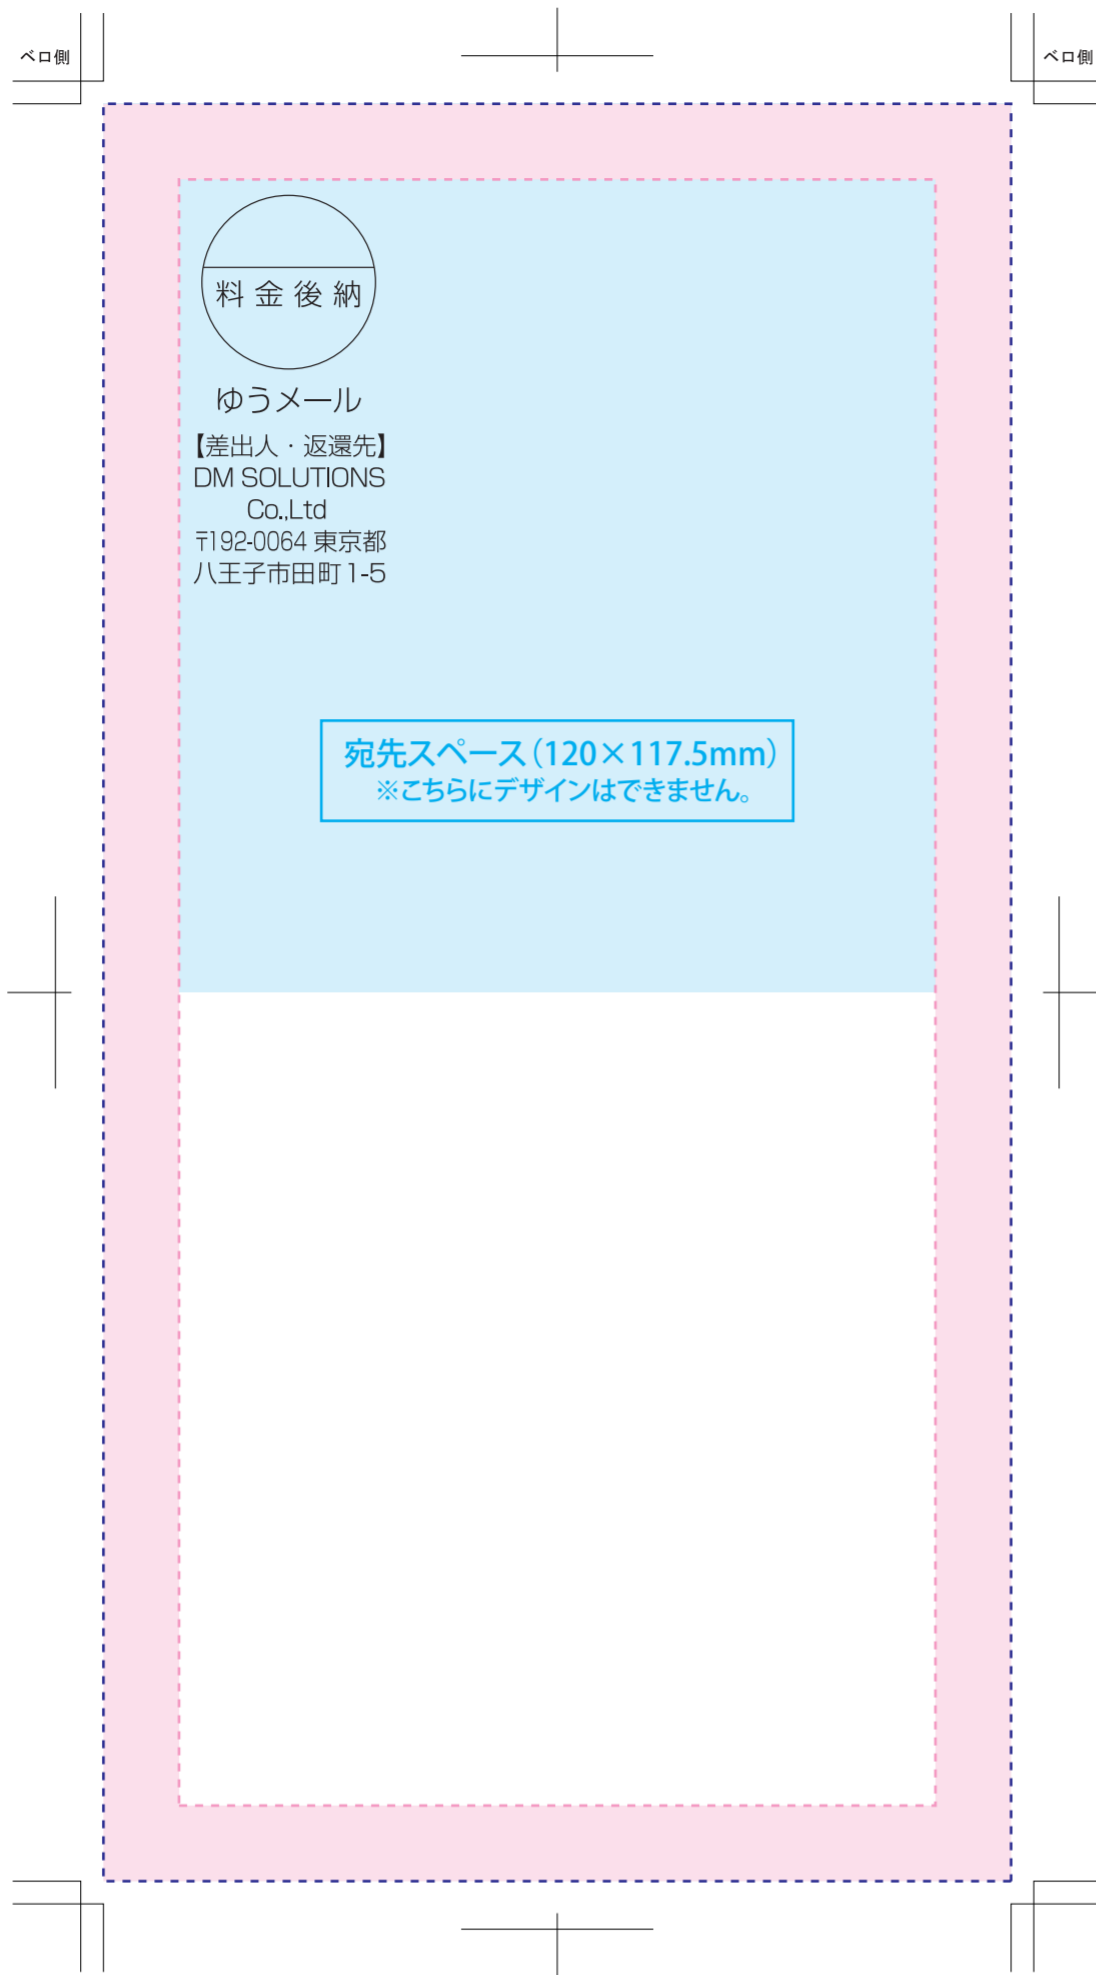 ベロ側
ベロ側
料金後納
ゆうメール
【差出人・返還先】
DM SOLUTIONS
Co.,Ltd
〒192-0064 東京都
八王子市田町1-5
宛先スペース(120×117.5mm)
※こちらにデザインはできません。